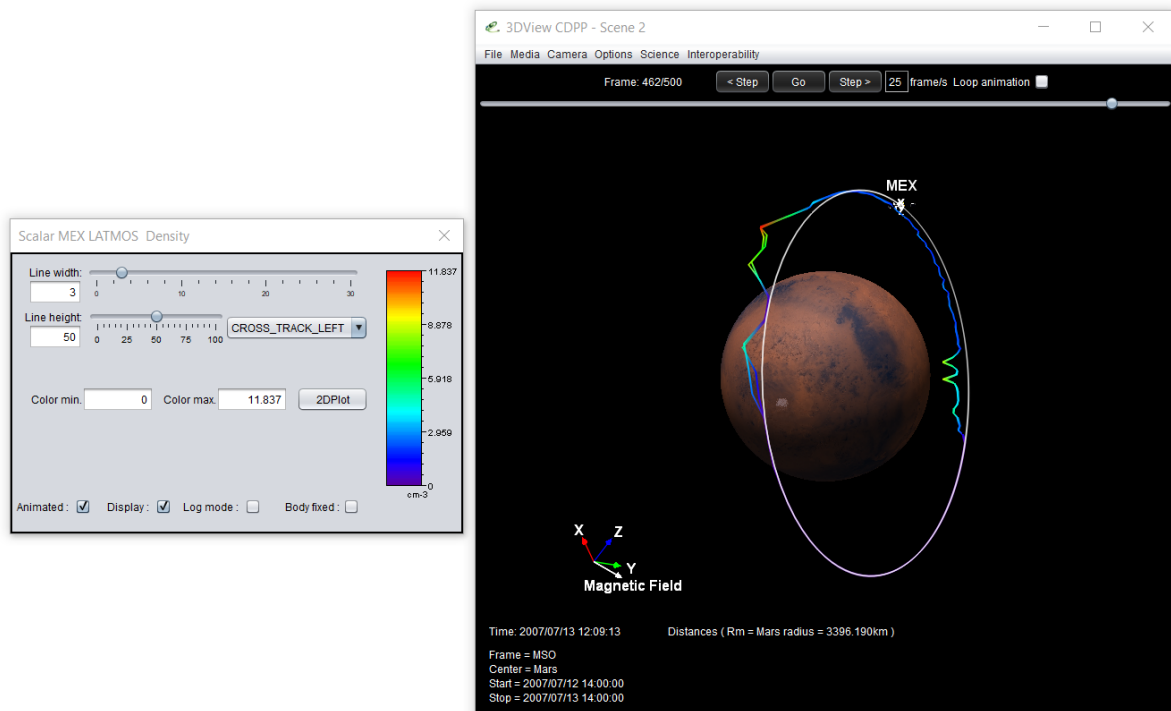 3DView CDPP - Scene 2
File Media Camera Options Science Interoperability
Frame: 462/500 < Step Go Step > 25 frame/s Loop animation
MEX
Scalar MEX LATMOS Density
Line width:
3
0 10 20 30
Line height:
50
0 25 50 75 100
CROSS_TRACK_LEFT
Color min. 0 Color max. 11.837 2DPlot
11.837
8.878
5.918
2.959
0
cm-3
Animated : Display : Log mode : Body fixed :
X
Z
Y
Magnetic Field
Time: 2007/07/13 12:09:13 Distances ( Rm = Mars radius = 3396.190km )
Frame = MSO
Center = Mars
Start = 2007/07/12 14:00:00
Stop = 2007/07/13 14:00:00